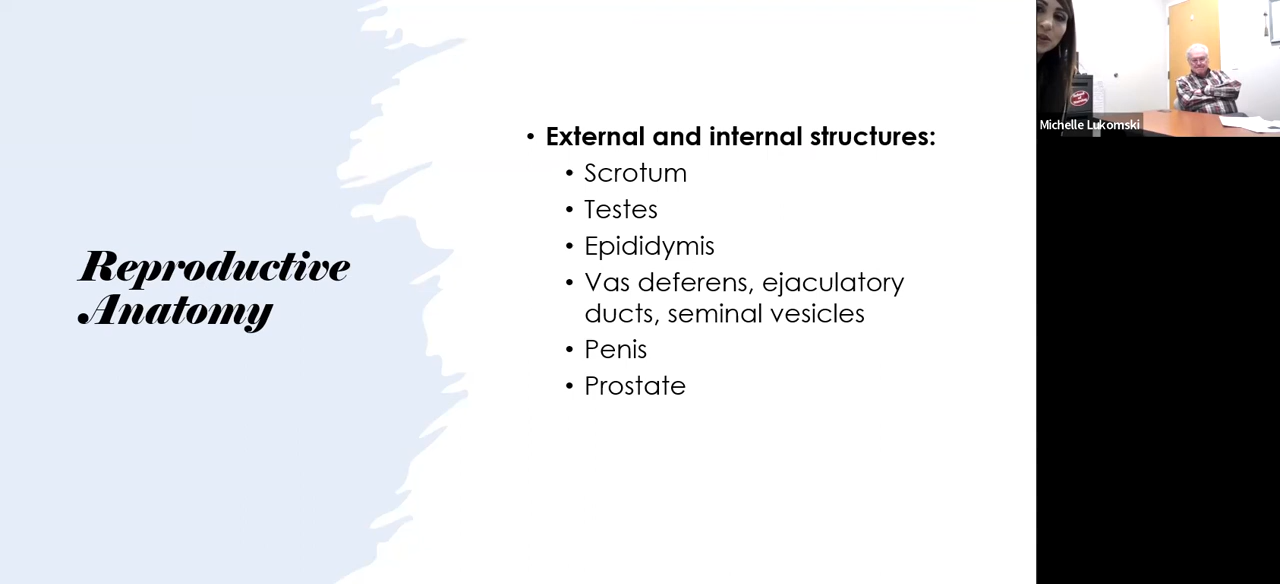 Reproductive
Anatomy
• External and internal structures:
• Scrotum
• Testes
• Epididymis
• Vas deferens, ejaculatory
ducts, seminal vesicles
• Penis
• Prostate
Michelle Lukomski